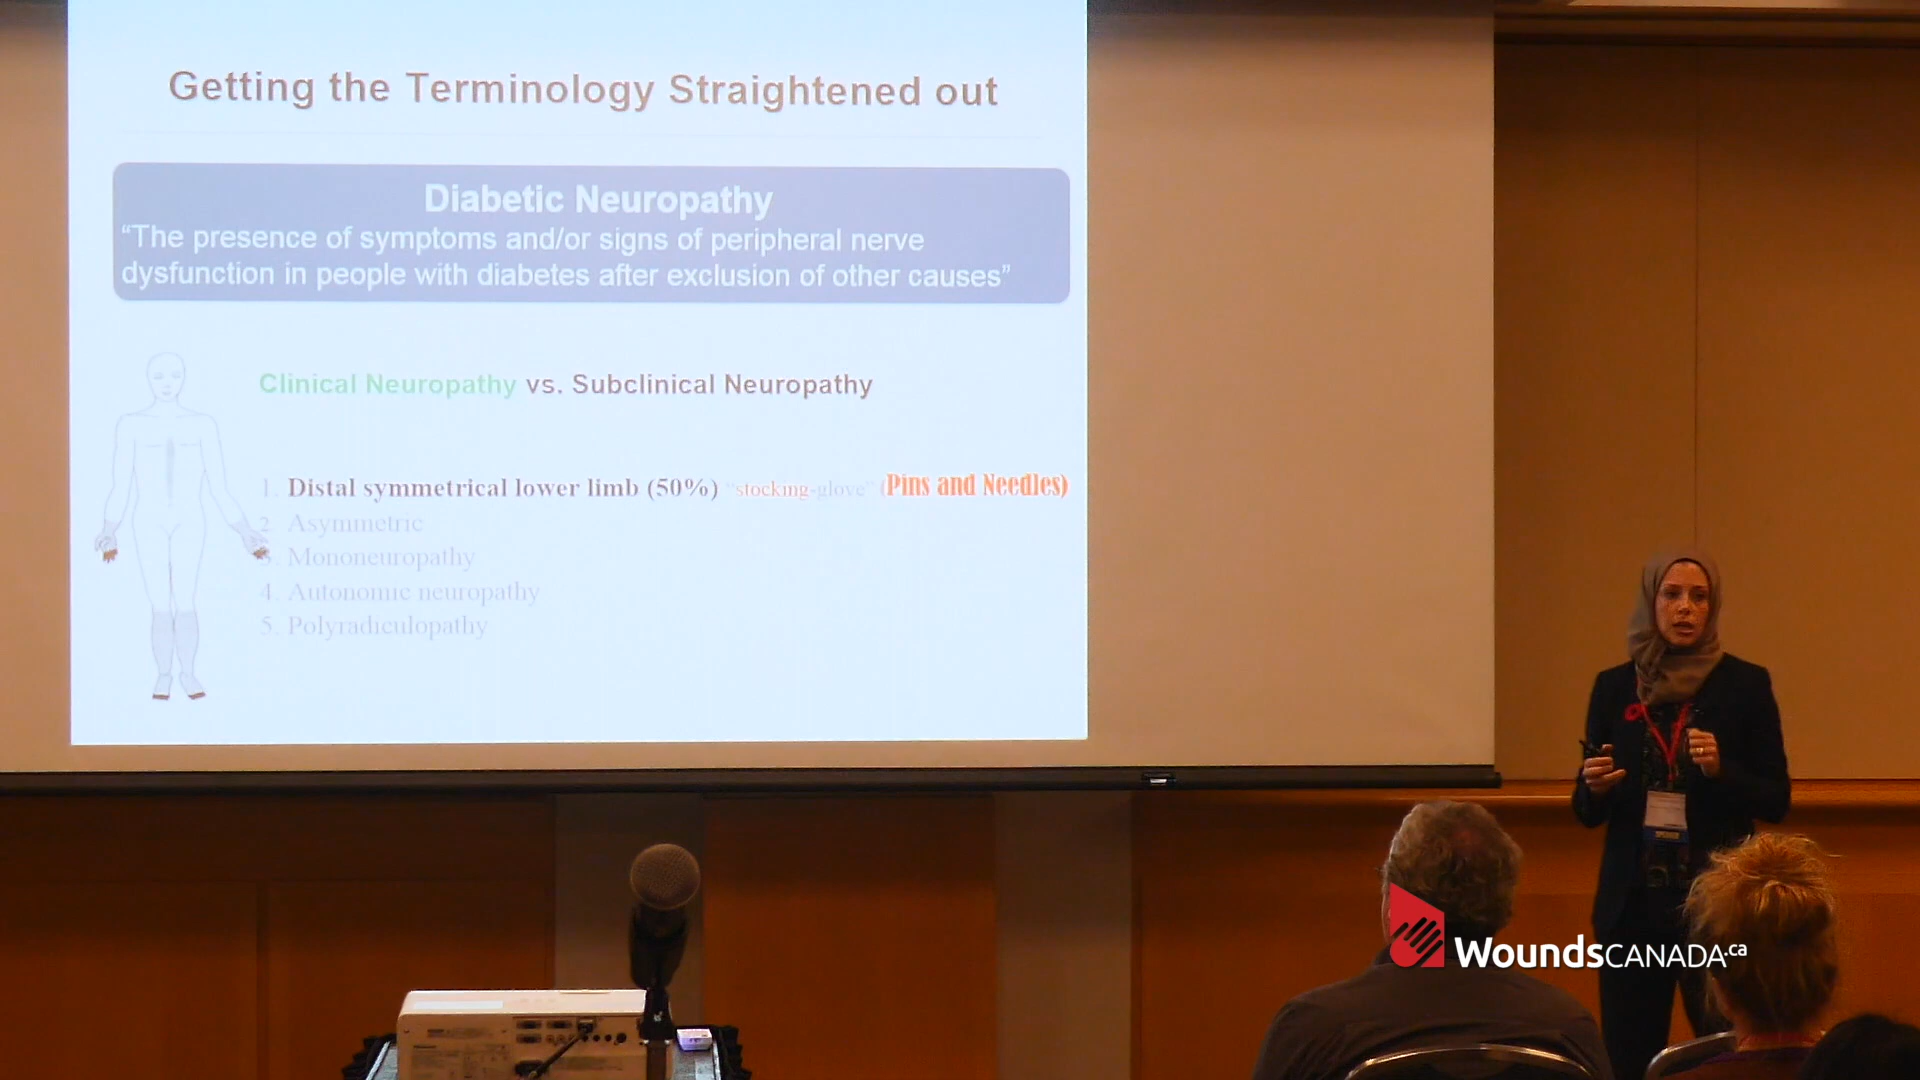 Getting the Terminology Straightened out
Diabetic Neuropathy
“The presence of symptoms and/or signs of peripheral nerve
dysfunction in people with diabetes after exclusion of other causes”
Clinical Neuropathy vs. Subclinical Neuropathy
1. Distal symmetrical lower limb (50%) “stocking-glove” (Pins and Needles)
2. Asymmetric
3. Mononeuropathy
4. Autonomic neuropathy
5. Polyradiculopathy
WoundsCANADA.ca